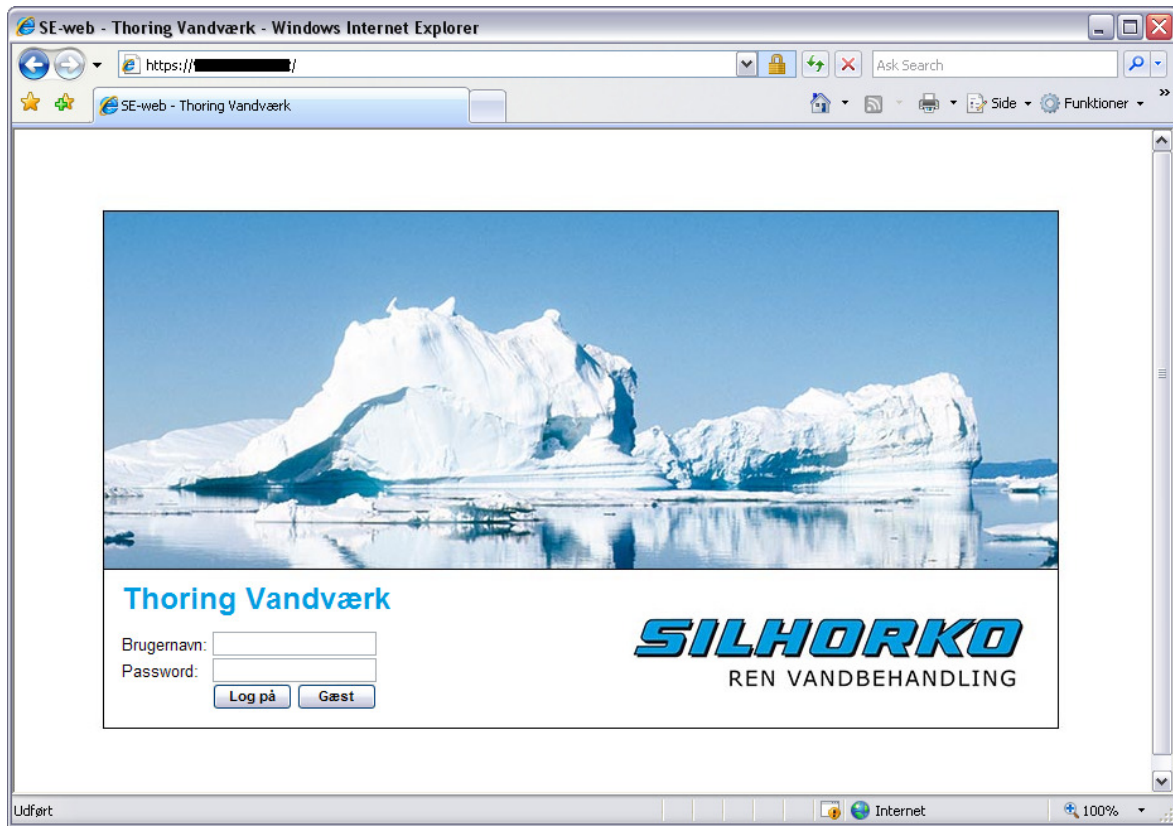 SE-web - Thoring Vandværk - Windows Internet Explorer
https:// /
Ask Search
SE-web - Thoring Vandværk
Side
Funktioner
»
Thoring Vandværk
Brugernavn:
Password:
Log på Gæst
SILHORKO
REN VANDBEHANDLING
Udført
Internet
100%